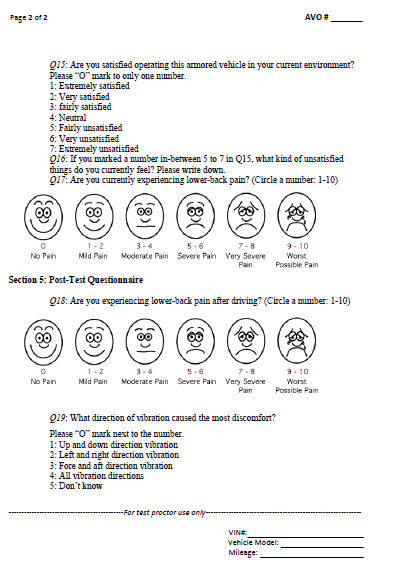 Page 2 of 2 AVO # _______
Q15: Are you satisfied operating this armored vehicle in your current environment?
Please “O” mark to only one number.
1: Extremely satisfied
2: Very satisfied
3: fairly satisfied
4: Neutral
5: Fairly unsatisfied
6: Very unsatisfied
7: Extremely unsatisfied
Q16: If you marked a number in-between 5 to 7 in Q15, what kind of unsatisfied
things do you currently feel? Please write down.
Q17: Are you currently experiencing lower-back pain? (Circle a number: 1-10)
0 1 - 2 3 - 4 5 - 6 7 - 8 9 - 10
No Pain Mild Pain Moderate Pain Severe Pain Very Severe Worst
Pain Possible Pain
Section 5: Post-Test Questionnaire
Q18: Are you experiencing lower-back pain after driving? (Circle a number: 1-10)
0 1 - 2 3 - 4 5 - 6 7 - 8 9 - 10
No Pain Mild Pain Moderate Pain Severe Pain Very Severe Worst
Pain Possible Pain
Q19: What direction of vibration caused the most discomfort?
Please “O” mark next to the number.
1: Up and down direction vibration
2: Left and right direction vibration
3: Fore and aft direction vibration
4: All vibration directions
5: Don’t know
--------------------For test proctor use only--------------------
VIN#:____________________
Vehicle Model: ______________
Mileage: __________________